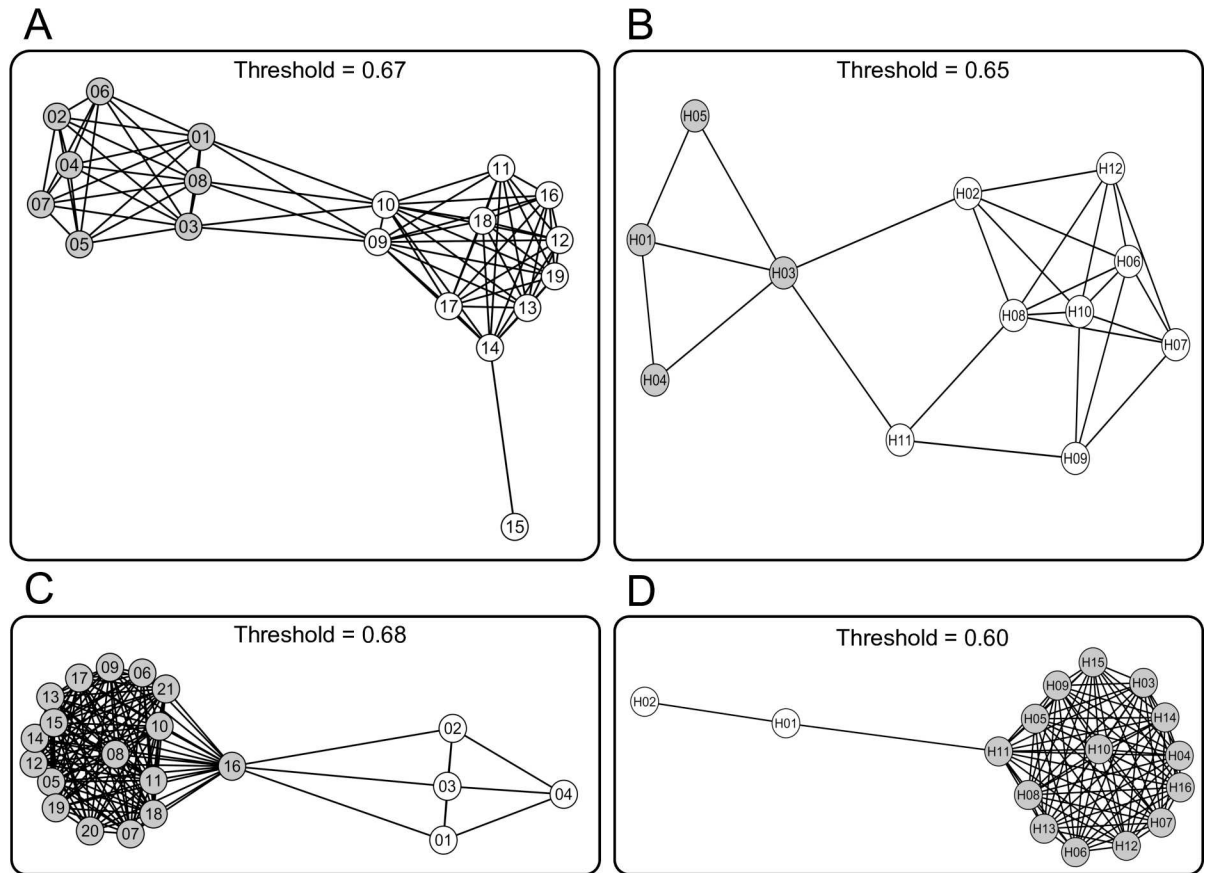 A
Threshold = 0.67
06
02
01
04
08
07
03
05
11
16
10
18
12
09
19
17
13
14
15
B
Threshold = 0.65
H05
H12
H02
H01
H06
H03
H10
H08
H07
H04
H11
H09
C
Threshold = 0.68
09
06
17
21
13
15
10
14
08
12
16
05
11
19
18
20
07
02
03
04
01
D
Threshold = 0.60
H15
H09
H03
H02
H05
H14
H01
H11
H10
H04
H08
H16
H13
H07
H06
H12